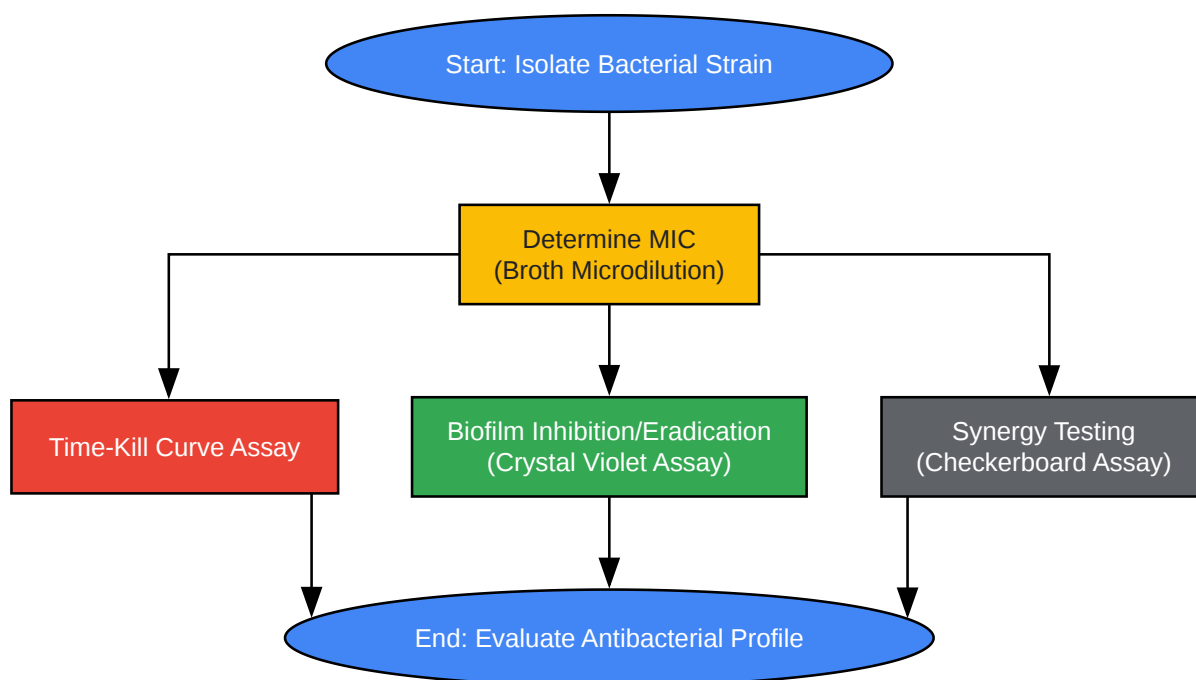 Start: Isolate Bacterial Strain
Determine MIC
(Broth Microdilution)
Time-Kill Curve Assay
Biofilm Inhibition/Eradication
(Crystal Violet Assay)
Synergy Testing
(Checkerboard Assay)
End: Evaluate Antibacterial Profile